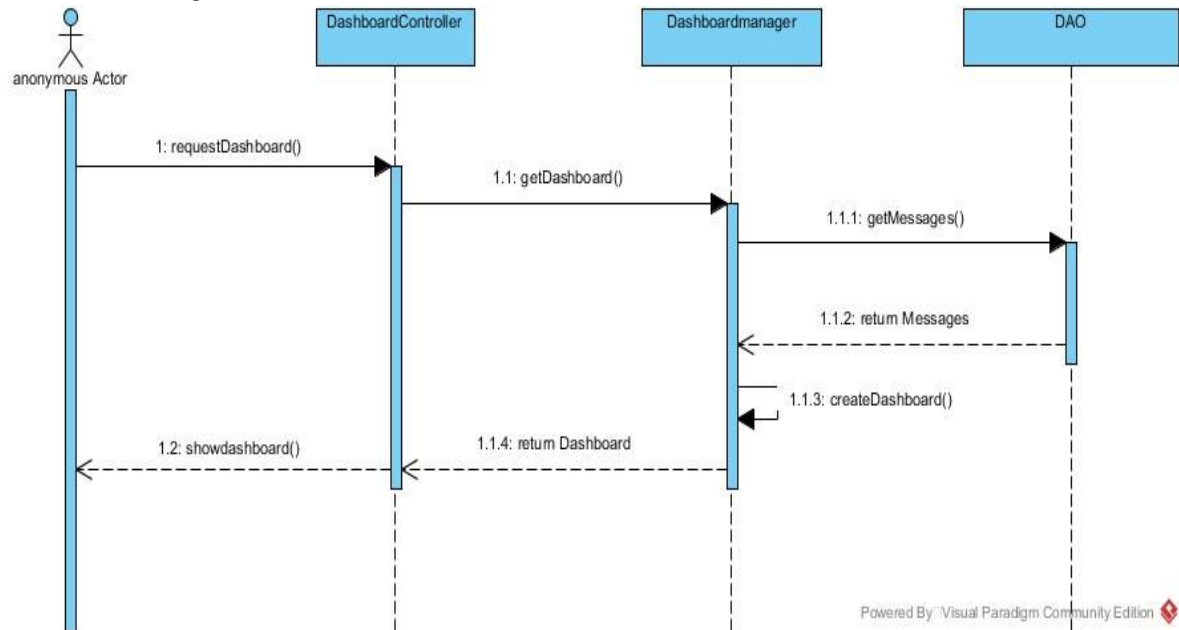 DashboardController
Dashboardmanager
DAO
anonymous Actor
1: requestDashboard()
1.1: getDashboard()
1.1.1: getMessages()
1.1.2: return Messages
1.1.3: createDashboard()
1.1.4: return Dashboard
1.2: showdashboard()
Powered By Visual Paradigm Community Edition